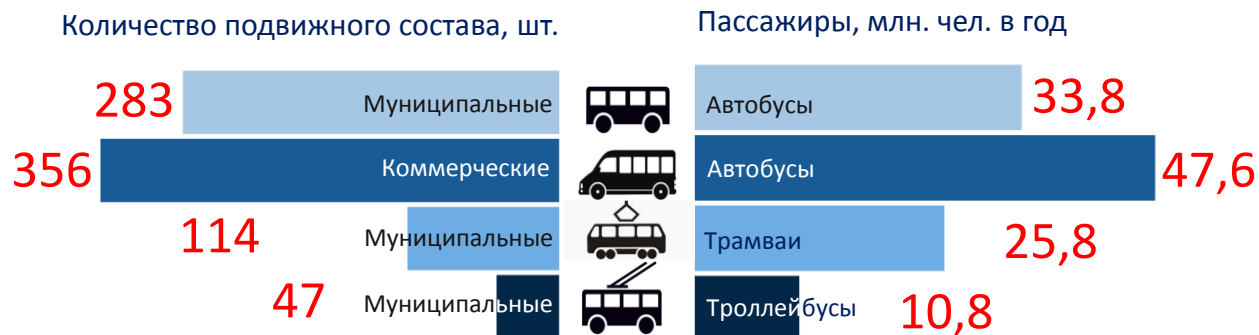 Количество подвижного состава, шт.
Пассажиры, млн. чел. в год
283
Муниципальные
Автобусы
33,8
356
Коммерческие
Автобусы
47,6
114
Муниципальные
Трамваи
25,8
47
Муниципальные
Троллейбусы
10,8